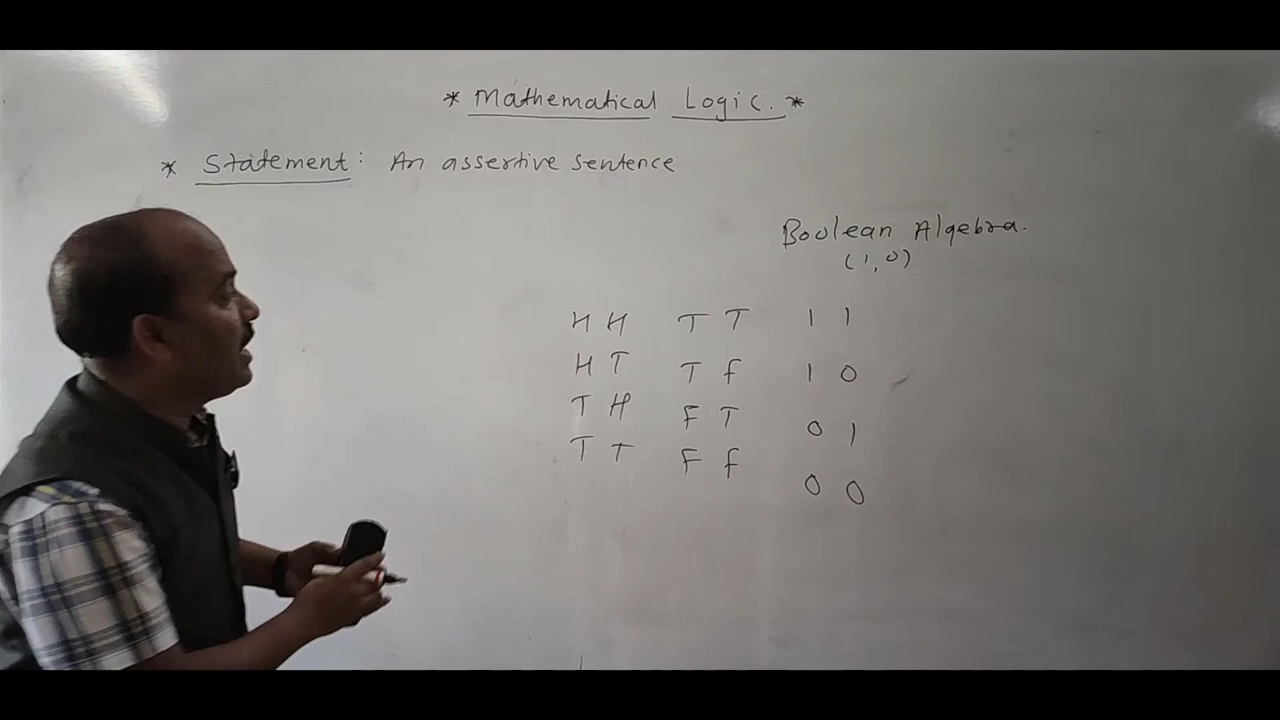 * Mathematical Logic. *
* Statement: An assertive sentence
Boolean Algebra.
(1, 0)
H H T T 1 1
H T T f 1 0
T H F T 0 1
T T F f 0 0